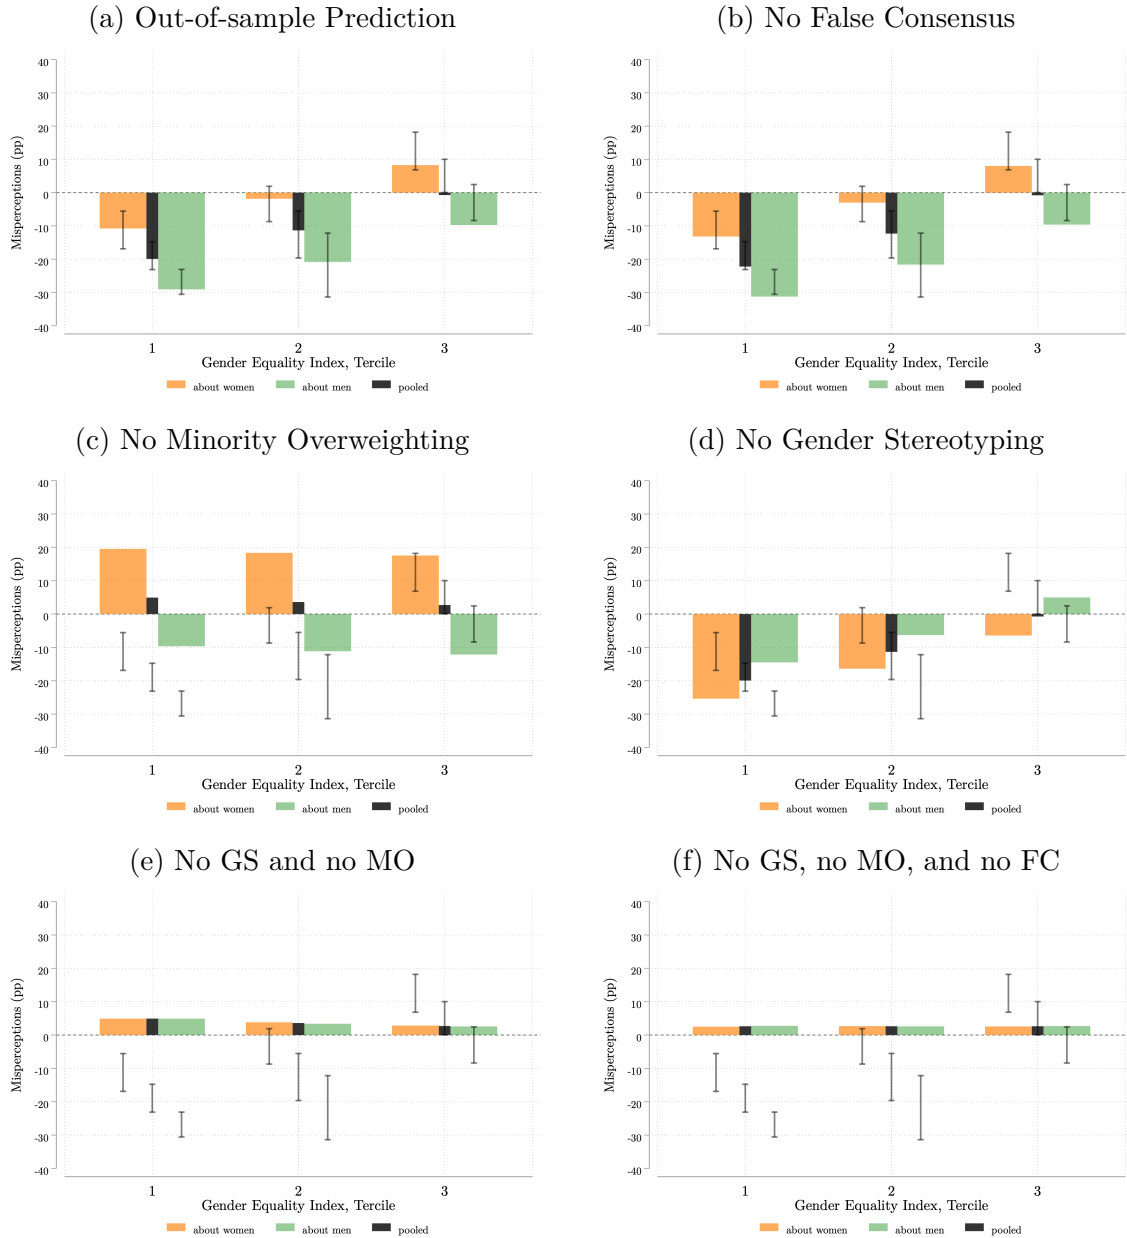 (a) Out-of-sample Prediction
40
30
20
10
0
-10
-20
-30
-40
Misperceptions (pp)
1 2 3
Gender Equality Index, Tercile
about women about men pooled
(b) No False Consensus
40
30
20
10
0
-10
-20
-30
-40
Misperceptions (pp)
1 2 3
Gender Equality Index, Tercile
about women about men pooled
(c) No Minority Overweighting
40
30
20
10
0
-10
-20
-30
-40
Misperceptions (pp)
1 2 3
Gender Equality Index, Tercile
about women about men pooled
(d) No Gender Stereotyping
40
30
20
10
0
-10
-20
-30
-40
Misperceptions (pp)
1 2 3
Gender Equality Index, Tercile
about women about men pooled
(e) No GS and no MO
40
30
20
10
0
-10
-20
-30
-40
Misperceptions (pp)
1 2 3
Gender Equality Index, Tercile
about women about men pooled
(f) No GS, no MO, and no FC
40
30
20
10
0
-10
-20
-30
-40
Misperceptions (pp)
1 2 3
Gender Equality Index, Tercile
about women about men pooled